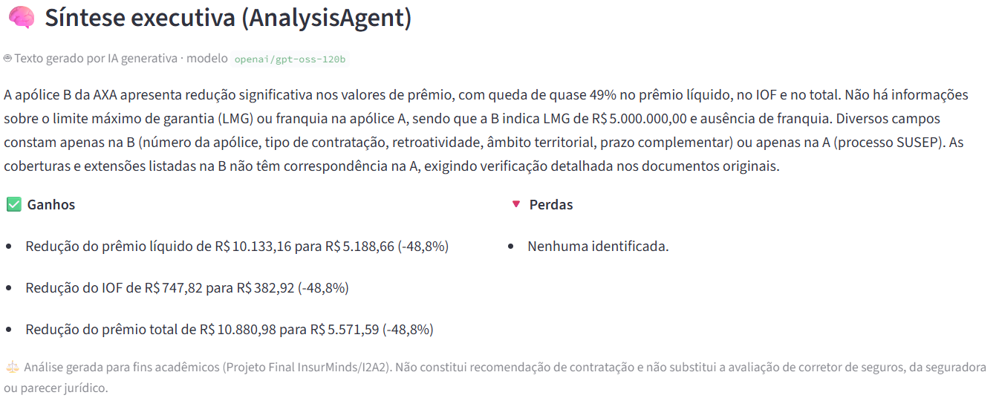 Síntese executiva (AnalysisAgent)
Texto gerado por IA generativa · modelo openai/gpt-oss-120b
A apólice B da AXA apresenta redução significativa nos valores de prêmio, com queda de quase 49% no prêmio líquido, no IOF e no total. Não há informações
sobre o limite máximo de garantia (LMG) ou franquia na apólice A, sendo que a B indica LMG de R$ 5.000.000,00 e ausência de franquia. Diversos campos
constam apenas na B (número da apólice, tipo de contratação, retroatividade, âmbito territorial, prazo complementar) ou apenas na A (processo SUSEP). As
coberturas e extensões listadas na B não têm correspondência na A, exigindo verificação detalhada nos documentos originais.
Ganhos
• Redução do prêmio líquido de R$ 10.133,16 para R$ 5.188,66 (-48,8%)
• Redução do IOF de R$ 747,82 para R$ 382,92 (-48,8%)
• Redução do prêmio total de R$ 10.880,98 para R$ 5.571,59 (-48,8%)
Perdas
• Nenhuma identificada.
Análise gerada para fins acadêmicos (Projeto Final InsurMinds/I2A2). Não constitui recomendação de contratação e não substitui a avaliação de corretor de seguros, da seguradora
ou parecer jurídico.